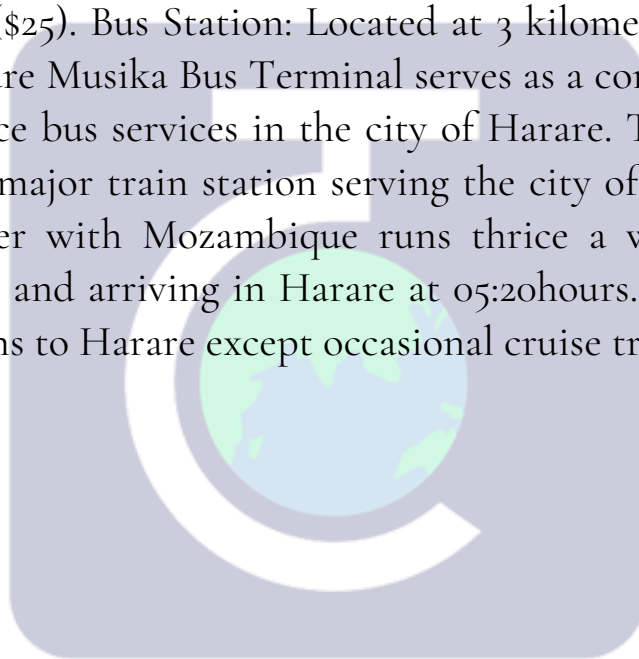 ($25). Bus Station: Located at 3 kilome
are Musika Bus Terminal serves as a co
ce bus services in the city of Harare. T
major train station serving the city of
er with Mozambique runs thrice a w
and arriving in Harare at 05:20hours.
ns to Harare except occasional cruise tr